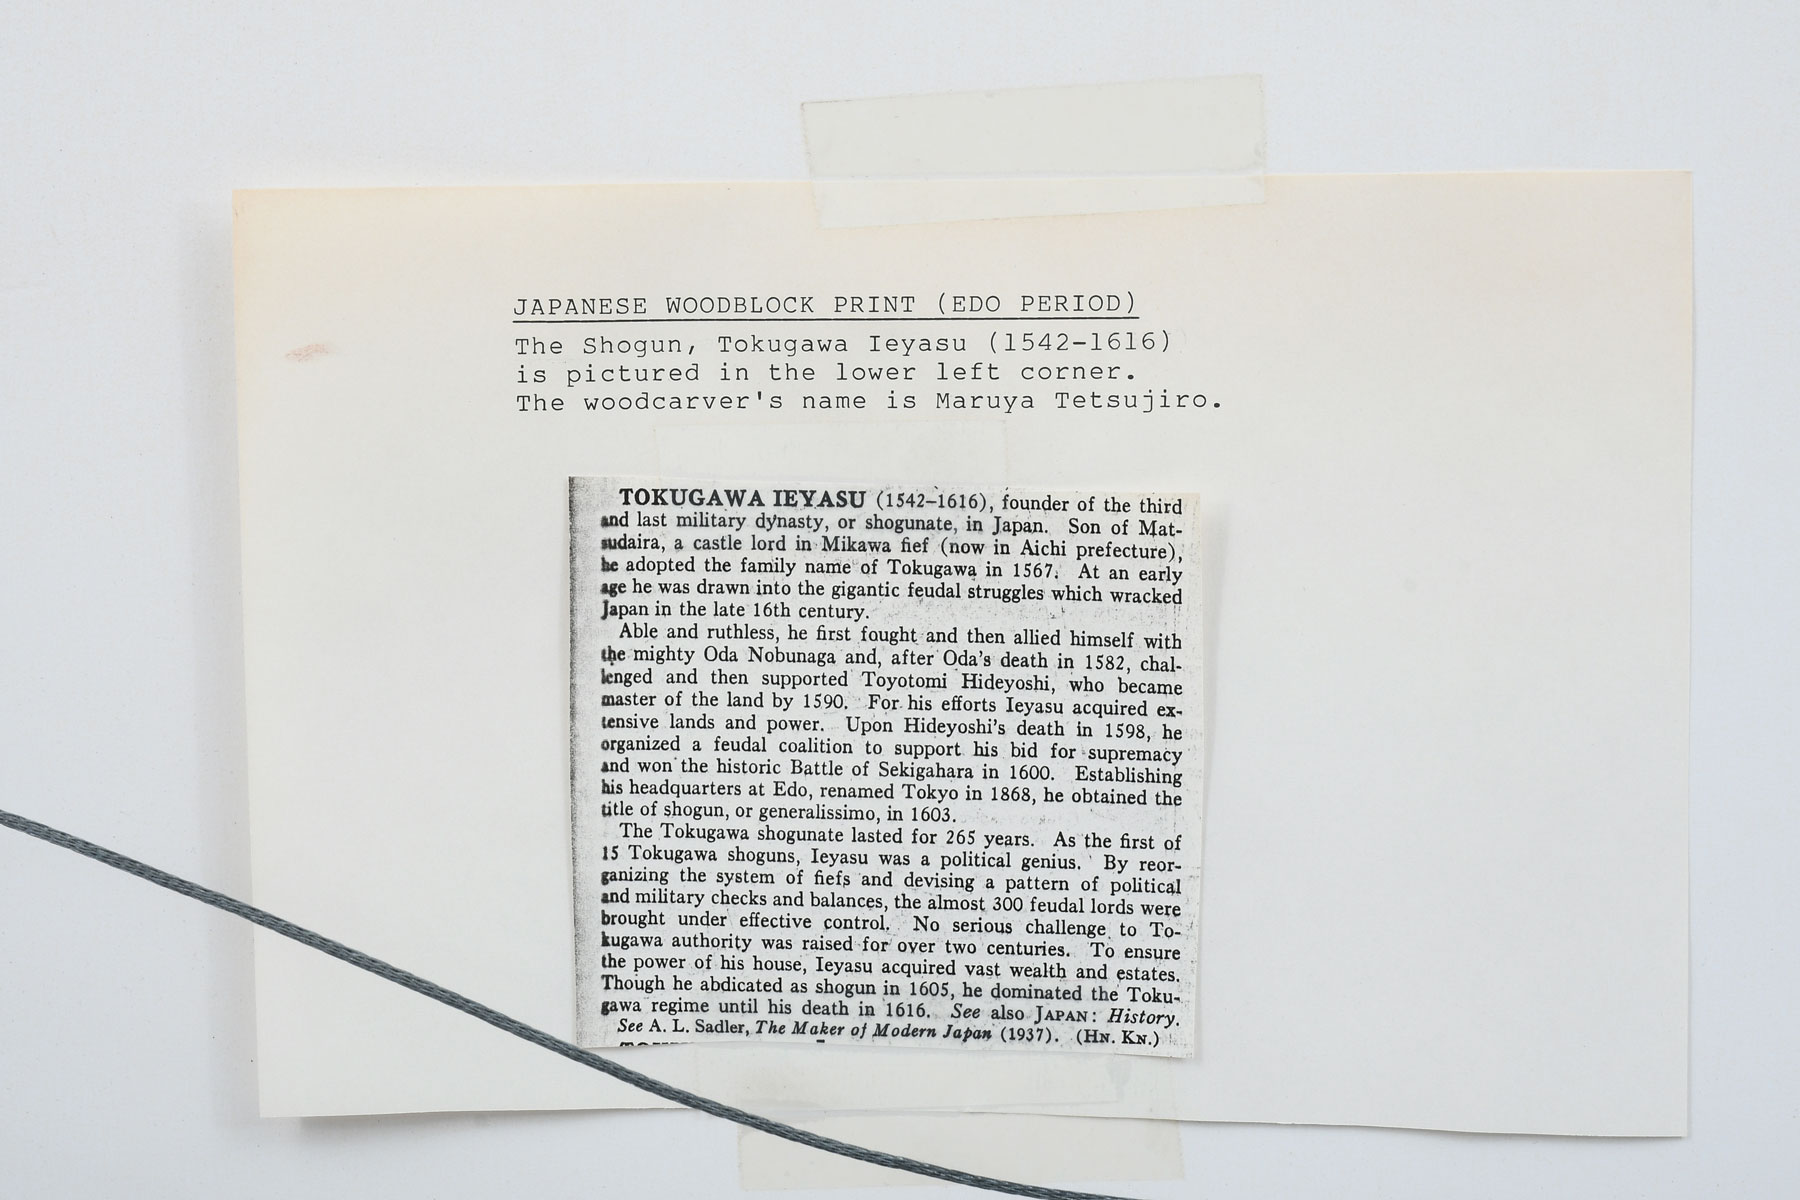 JAPANESE WOODBLOCK PRINT (EDO PERIOD)
The Shogun, Tokugawa Ieyasu (1542-1616)
is pictured in the lower left corner.
The woodcarver's name is Maruya Tetsujiro.
TOKUGAWA IEYASU (1542–1616), founder of the third
and last military dynasty, or shogunate, in Japan. Son of Mat-
sudaira, a castle lord in Mikawa fief (now in Aichi prefecture),
he adopted the family name of Tokugawa in 1567. At an early
age he was drawn into the gigantic feudal struggles which wracked
Japan in the late 16th century.
Able and ruthless, he first fought and then allied himself with
the mighty Oda Nobunaga and, after Oda's death in 1582, chal-
lenged and then supported Toyotomi Hideyoshi, who became
master of the land by 1590. For his efforts Ieyasu acquired ex-
tensive lands and power. Upon Hideyoshi's death in 1598, he
organized a feudal coalition to support his bid for supremacy
and won the historic Battle of Sekigahara in 1600. Establishing
his headquarters at Edo, renamed Tokyo in 1868, he obtained the
title of shogun, or generalissimo, in 1603.
The Tokugawa shogunate lasted for 265 years. As the first of
15 Tokugawa shoguns, Ieyasu was a political genius. By reor-
ganizing the system of fiefs and devising a pattern of political
and military checks and balances, the almost 300 feudal lords were
brought under effective control. No serious challenge to To-
kugawa authority was raised for over two centuries. To ensure
the power of his house, Ieyasu acquired vast wealth and estates.
Though he abdicated as shogun in 1605, he dominated the Toku-
gawa regime until his death in 1616. See also JAPAN: History.
See A. L. Sadler, The Maker of Modern Japan (1937). (HN. KN.)